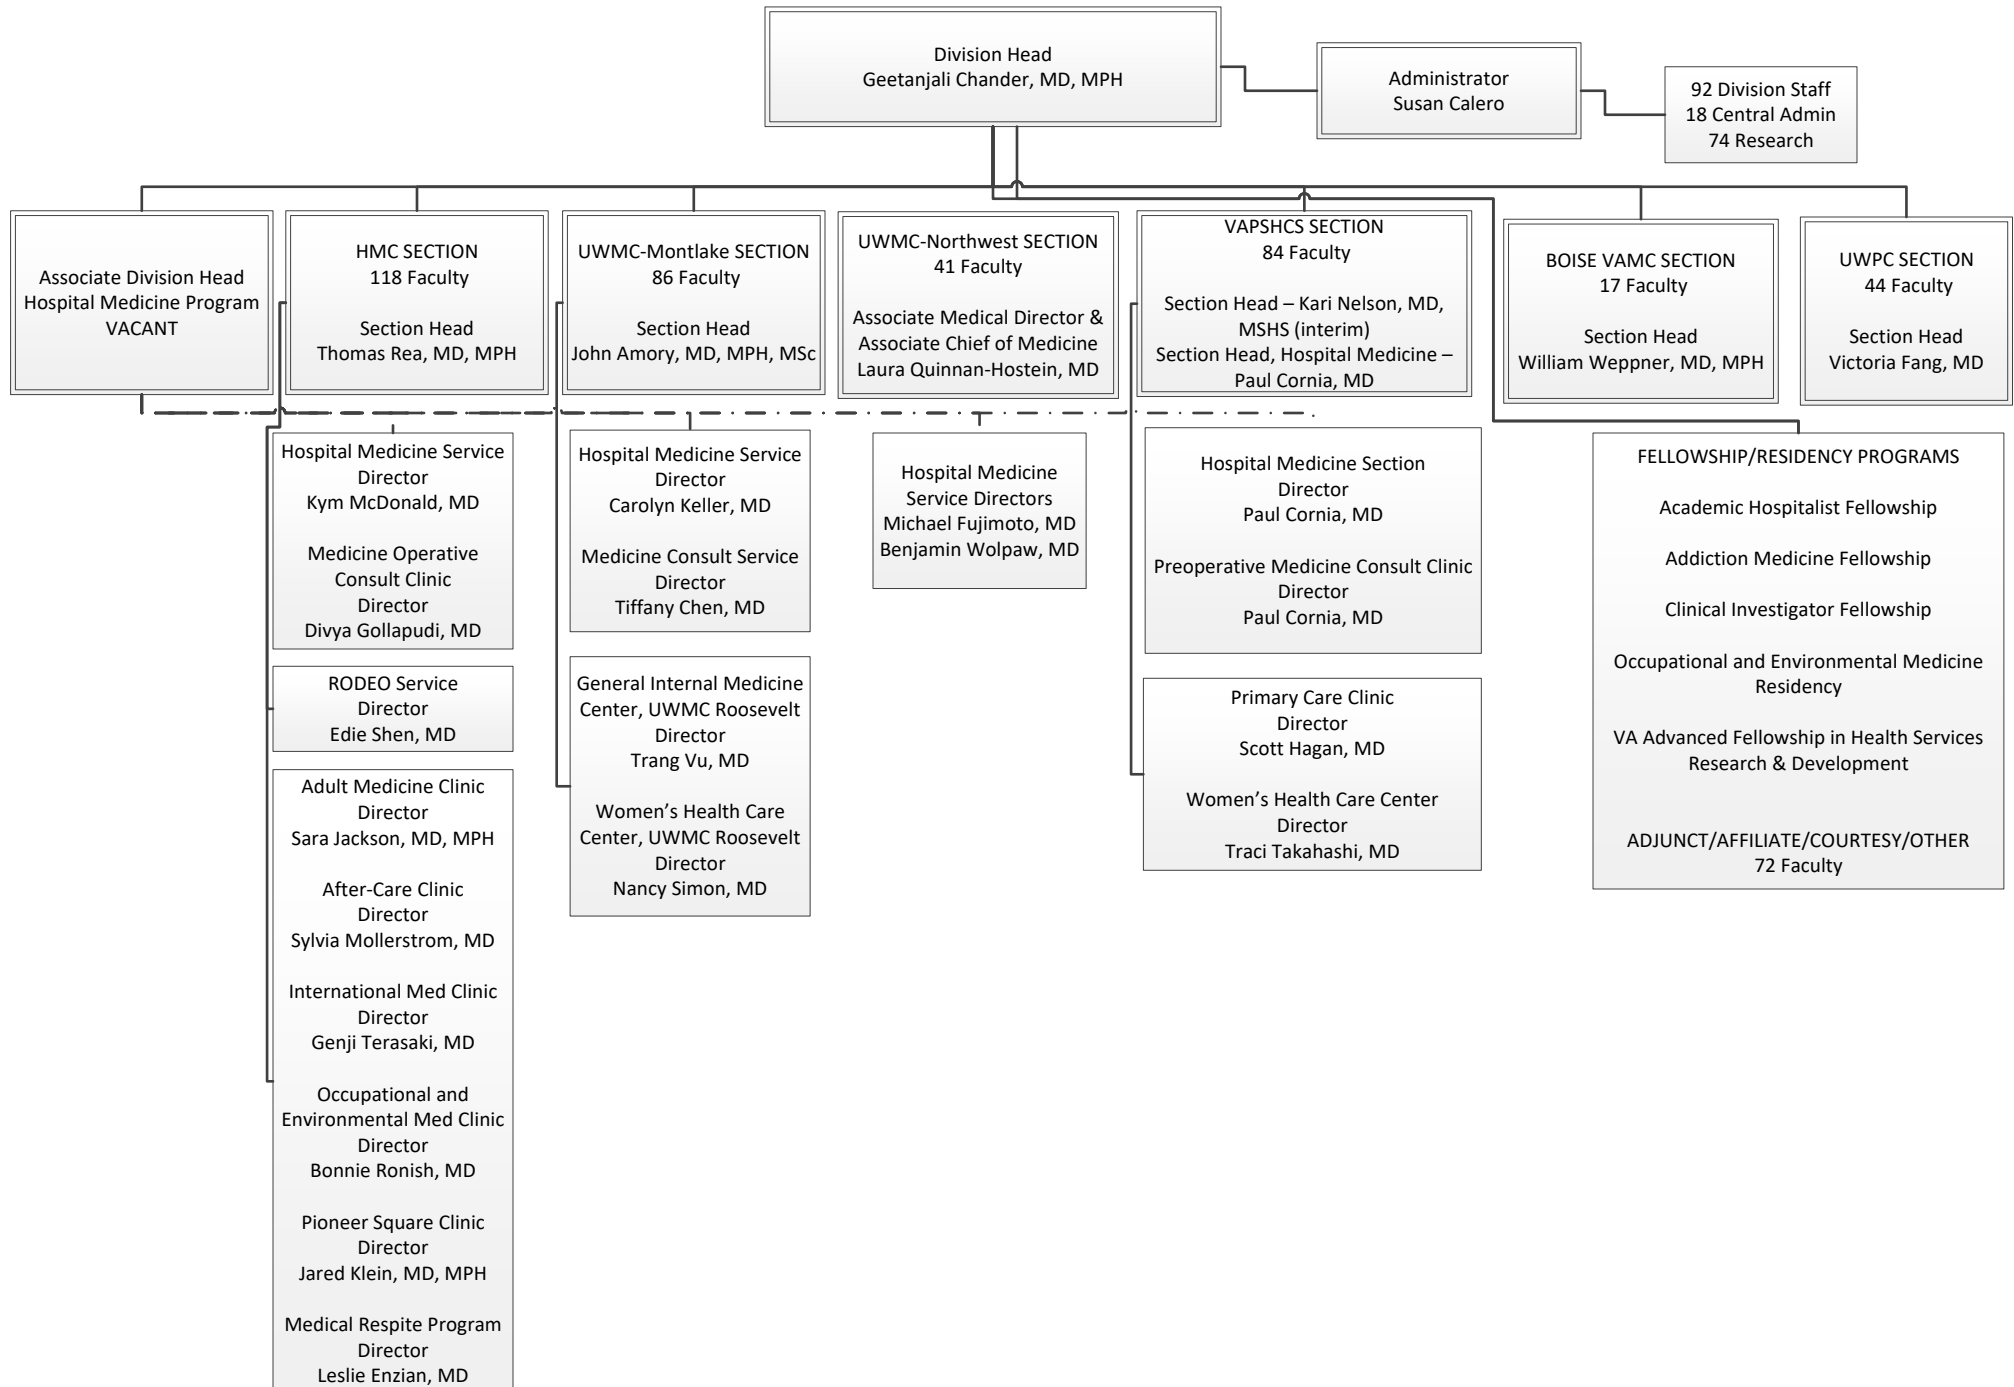 Division Head
Geetanjali Chander, MD, MPH
Administrator
Susan Calero
92 Division Staff
18 Central Admin
74 Research
Associate Division Head
Hospital Medicine Program
VACANT
HMC SECTION
118 Faculty
Section Head
Thomas Rea, MD, MPH
UWMC-Montlake SECTION
86 Faculty
Section Head
John Amory, MD, MPH, MSc
UWMC-Northwest SECTION
41 Faculty
Associate Medical Director &
Associate Chief of Medicine
Laura Quinnan-Hostein, MD
VAPSHCS SECTION
84 Faculty
Section Head – Kari Nelson, MD,
MSHS (interim)
Section Head, Hospital Medicine –
Paul Cornia, MD
BOISE VAMC SECTION
17 Faculty
Section Head
William Weppner, MD, MPH
UWPC SECTION
44 Faculty
Section Head
Victoria Fang, MD
Hospital Medicine Service
Director
Kym McDonald, MD
Medicine Operative
Consult Clinic
Director
Divya Gollapudi, MD
RODEO Service
Director
Edie Shen, MD
Adult Medicine Clinic
Director
Sara Jackson, MD, MPH
After-Care Clinic
Director
Sylvia Mollerstrom, MD
International Med Clinic
Director
Genji Terasaki, MD
Occupational and
Environmental Med Clinic
Director
Bonnie Ronish, MD
Pioneer Square Clinic
Director
Jared Klein, MD, MPH
Medical Respite Program
Director
Leslie Enzian, MD
Hospital Medicine Service
Director
Carolyn Keller, MD
Medicine Consult Service
Director
Tiffany Chen, MD
General Internal Medicine
Center, UWMC Roosevelt
Director
Trang Vu, MD
Women’s Health Care
Center, UWMC Roosevelt
Director
Nancy Simon, MD
Hospital Medicine
Service Directors
Michael Fujimoto, MD
Benjamin Wolpaw, MD
Hospital Medicine Section
Director
Paul Cornia, MD
Preoperative Medicine Consult Clinic
Director
Paul Cornia, MD
Primary Care Clinic
Director
Scott Hagan, MD
Women’s Health Care Center
Director
Traci Takahashi, MD
FELLOWSHIP/RESIDENCY PROGRAMS
Academic Hospitalist Fellowship
Addiction Medicine Fellowship
Clinical Investigator Fellowship
Occupational and Environmental Medicine
Residency
VA Advanced Fellowship in Health Services
Research & Development
ADJUNCT/AFFILIATE/COURTESY/OTHER
72 Faculty